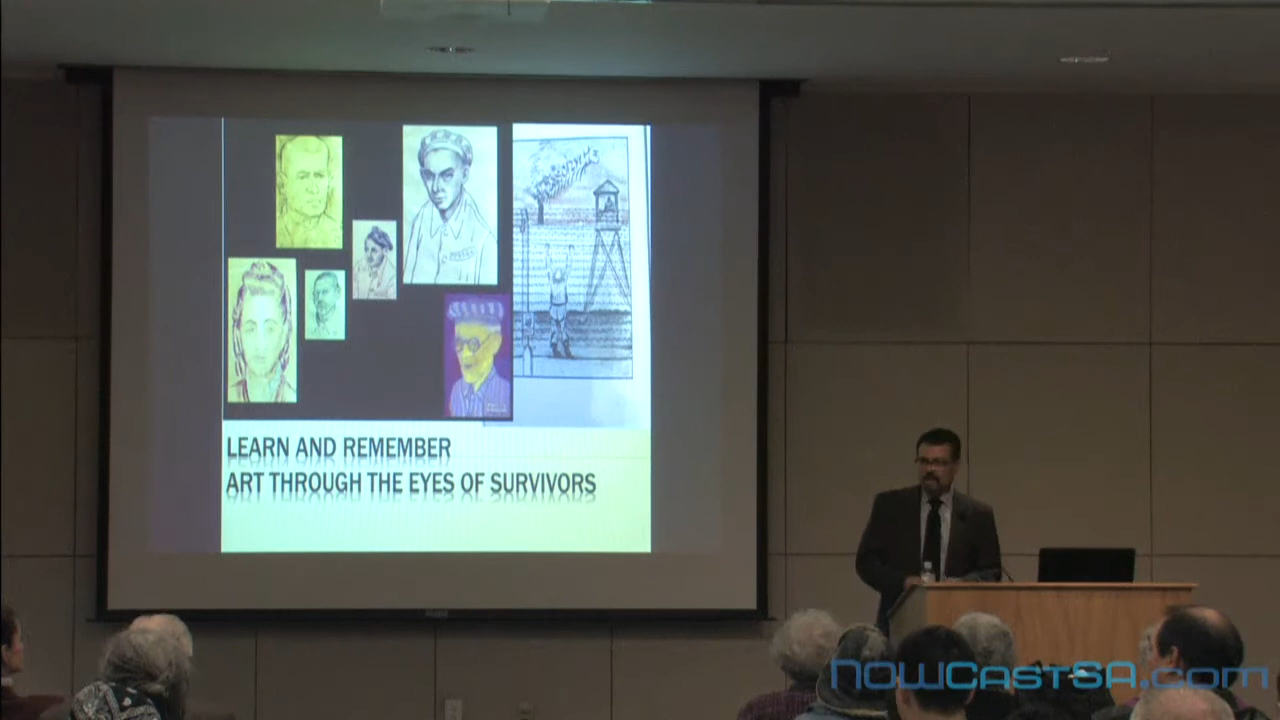 LEARN AND REMEMBER
ART THROUGH THE EYES OF SURVIVORS
NOWCASTSA.com